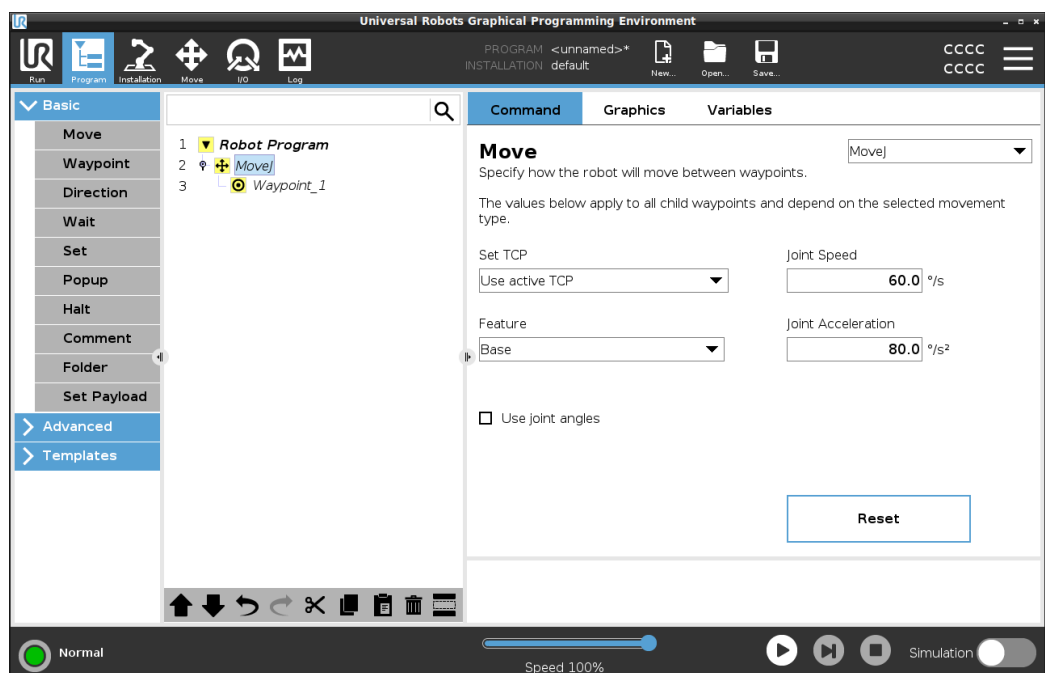 UR Universal Robots Graphical Programming Environment
UR
Run Program Installation Move I/O Log
PROGRAM <unnamed>*
INSTALLATION default
New... Open... Save...
CCCC
CCCC
Basic
Move
Waypoint
Direction
Wait
Set
Popup
Halt
Comment
Folder
Set Payload
Advanced
Templates
1 Robot Program
2 MoveJ
3 Waypoint_1
Command Graphics Variables
Move MoveJ
Specify how the robot will move between waypoints.
The values below apply to all child waypoints and depend on the selected movement
type.
Set TCP Joint Speed
Use active TCP 60.0 °/s
Feature Joint Acceleration
Base 80.0 °/s²
Use joint angles
Reset
Normal
Speed 100%
Simulation